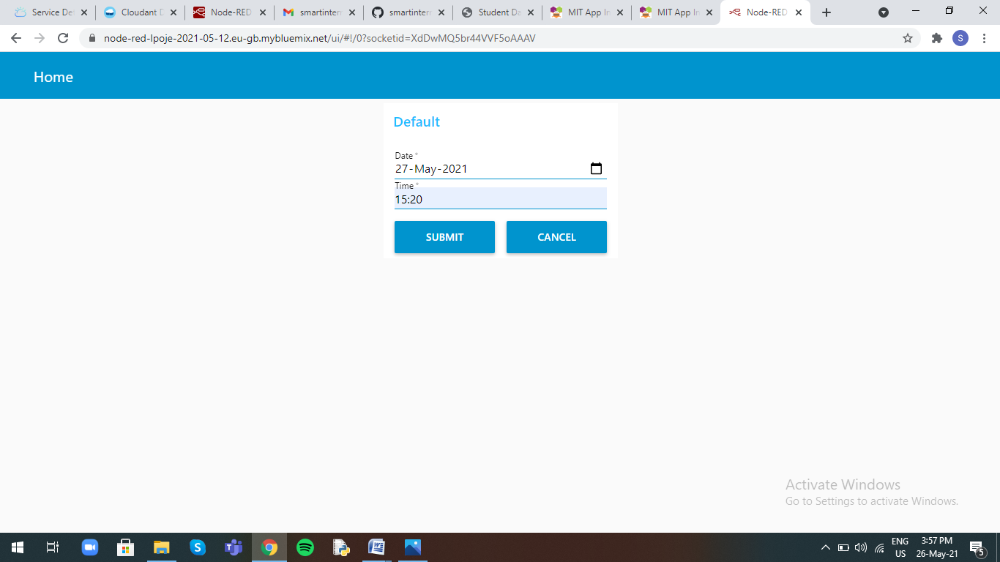 Service De
Cloudant D
Node-RED
smartintern
smartintern
Student Da
MIT App In
MIT App In
Node-RED
node-red-lpoje-2021-05-12.eu-gb.mybluemix.net/ui/#!/0?socketid=XdDwMQ5br44VVF5oAAAV
S
Home
Default
Date *
27-May-2021
Time *
15:20
SUBMIT
CANCEL
Activate Windows
Go to Settings to activate Windows.
ENG
US
3:57 PM
26-May-21
5